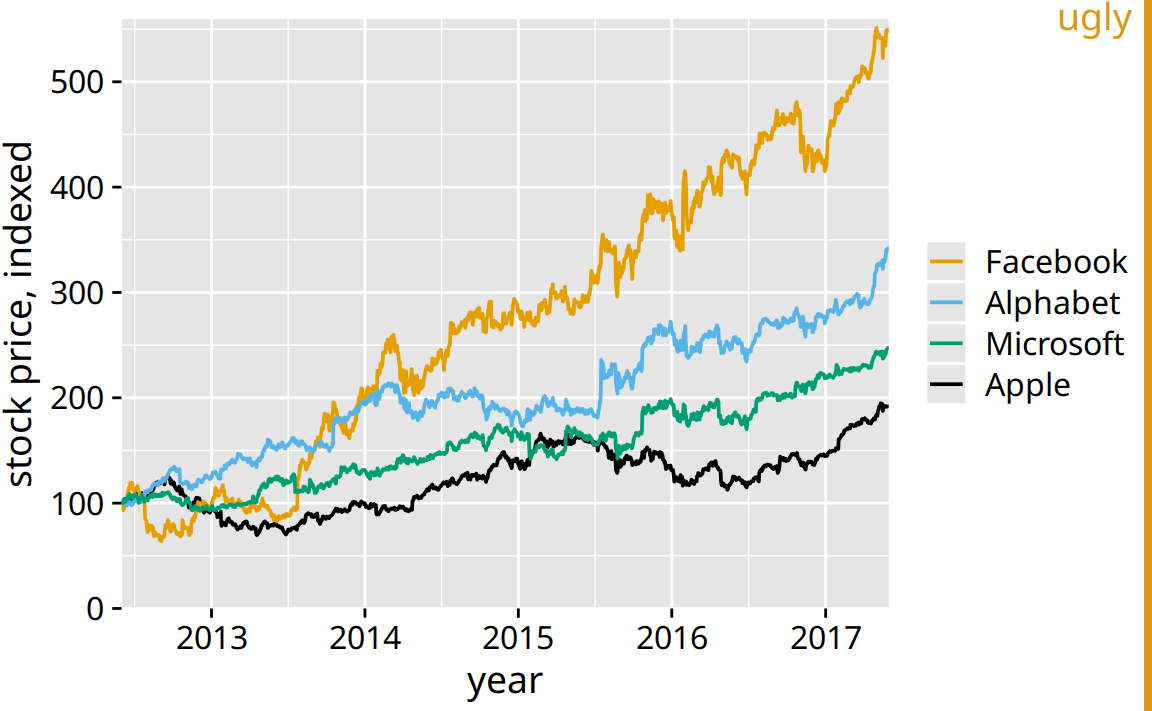 ugly
500
400
300
200
100
0
stock price, indexed
2013 2014 2015 2016 2017
year
Facebook
Alphabet
Microsoft
Apple